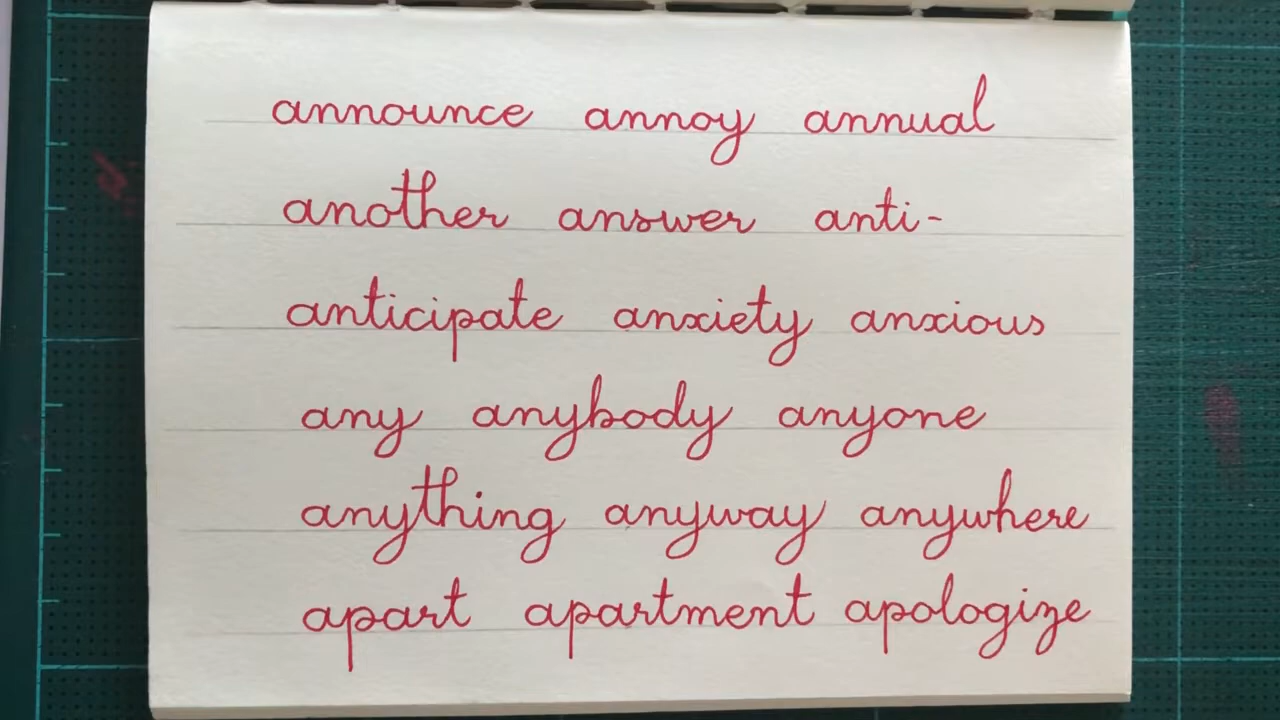 announce annoy annual
another answer anti-
anticipate anxiety anxious
any anybody anyone
anything anyway anywhere
apart apartment apologize